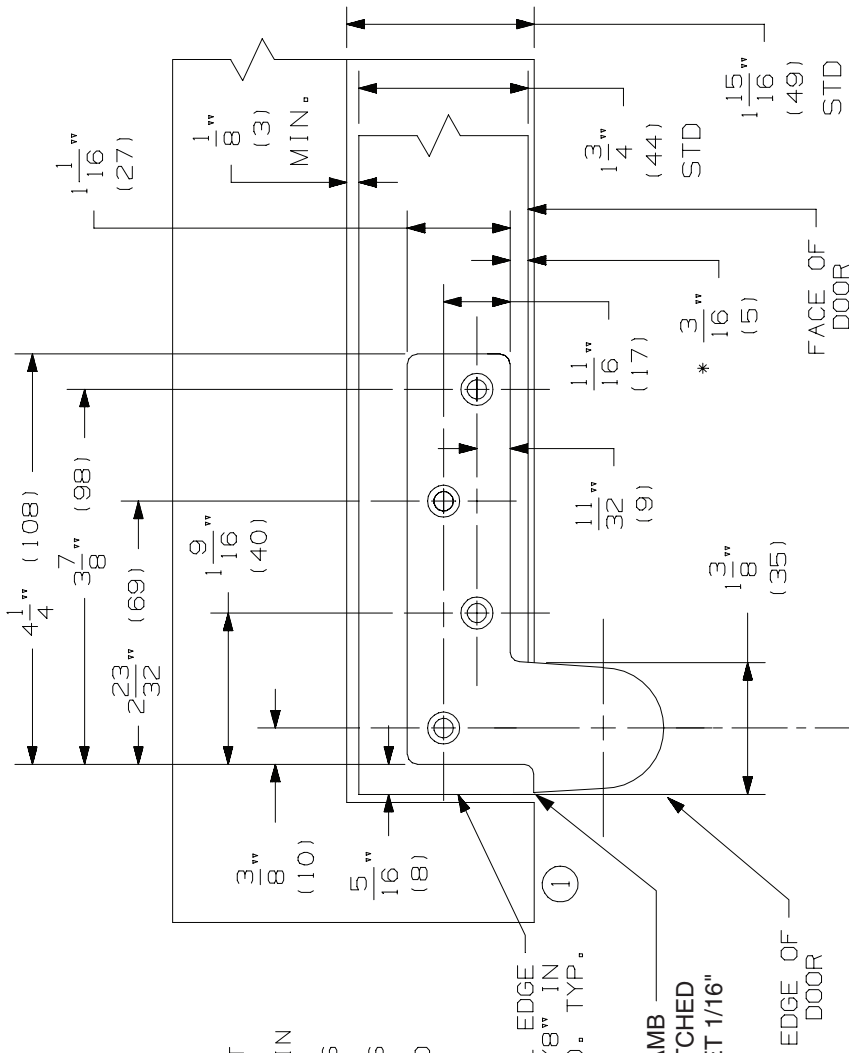 4 1/4" (108)
3 7/8" (98)
2 23/32" (69)
1 9/16"
(40)
3/8"
(10)
5/16"
(8)
1 1/16"
(27)
1/8"
(3)
MIN.
1 3/4"
(44)
STD
1 15/16"
(49)
STD
11/16"
(17)
* 3/16"
(5)
FACE OF
DOOR
11/32"
(9)
1 3/8"
(35)
1
EDGE
8" IN
. TYP.
AMB
TCHED
ET 1/16"
EDGE OF
DOOR
T
IN
S
S
D